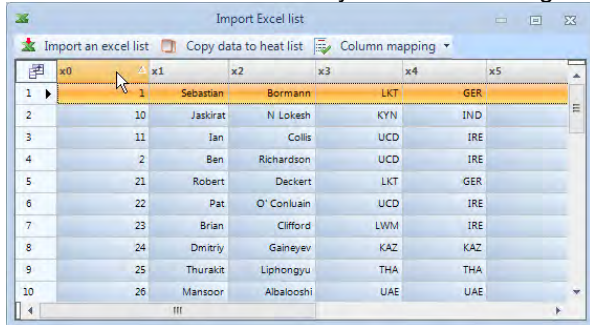 Import Excel list
Import an excel list Copy data to heat list Column mapping
x0 x1 x2 x3 x4 x5
1 1 Sebastian Bormann LKT GER
2 10 Jaskirat N Lokesh KYN IND
3 11 Ian Collis UCD IRE
4 2 Ben Richardson UCD IRE
5 21 Robert Deckert LKT GER
6 22 Pat O' Conluain UCD IRE
7 23 Brian Clifford LWM IRE
8 24 Dmitriy Gaineyev KAZ KAZ
9 25 Thurakit Liphongyu THA THA
10 26 Mansoor Albalooshi UAE UAE